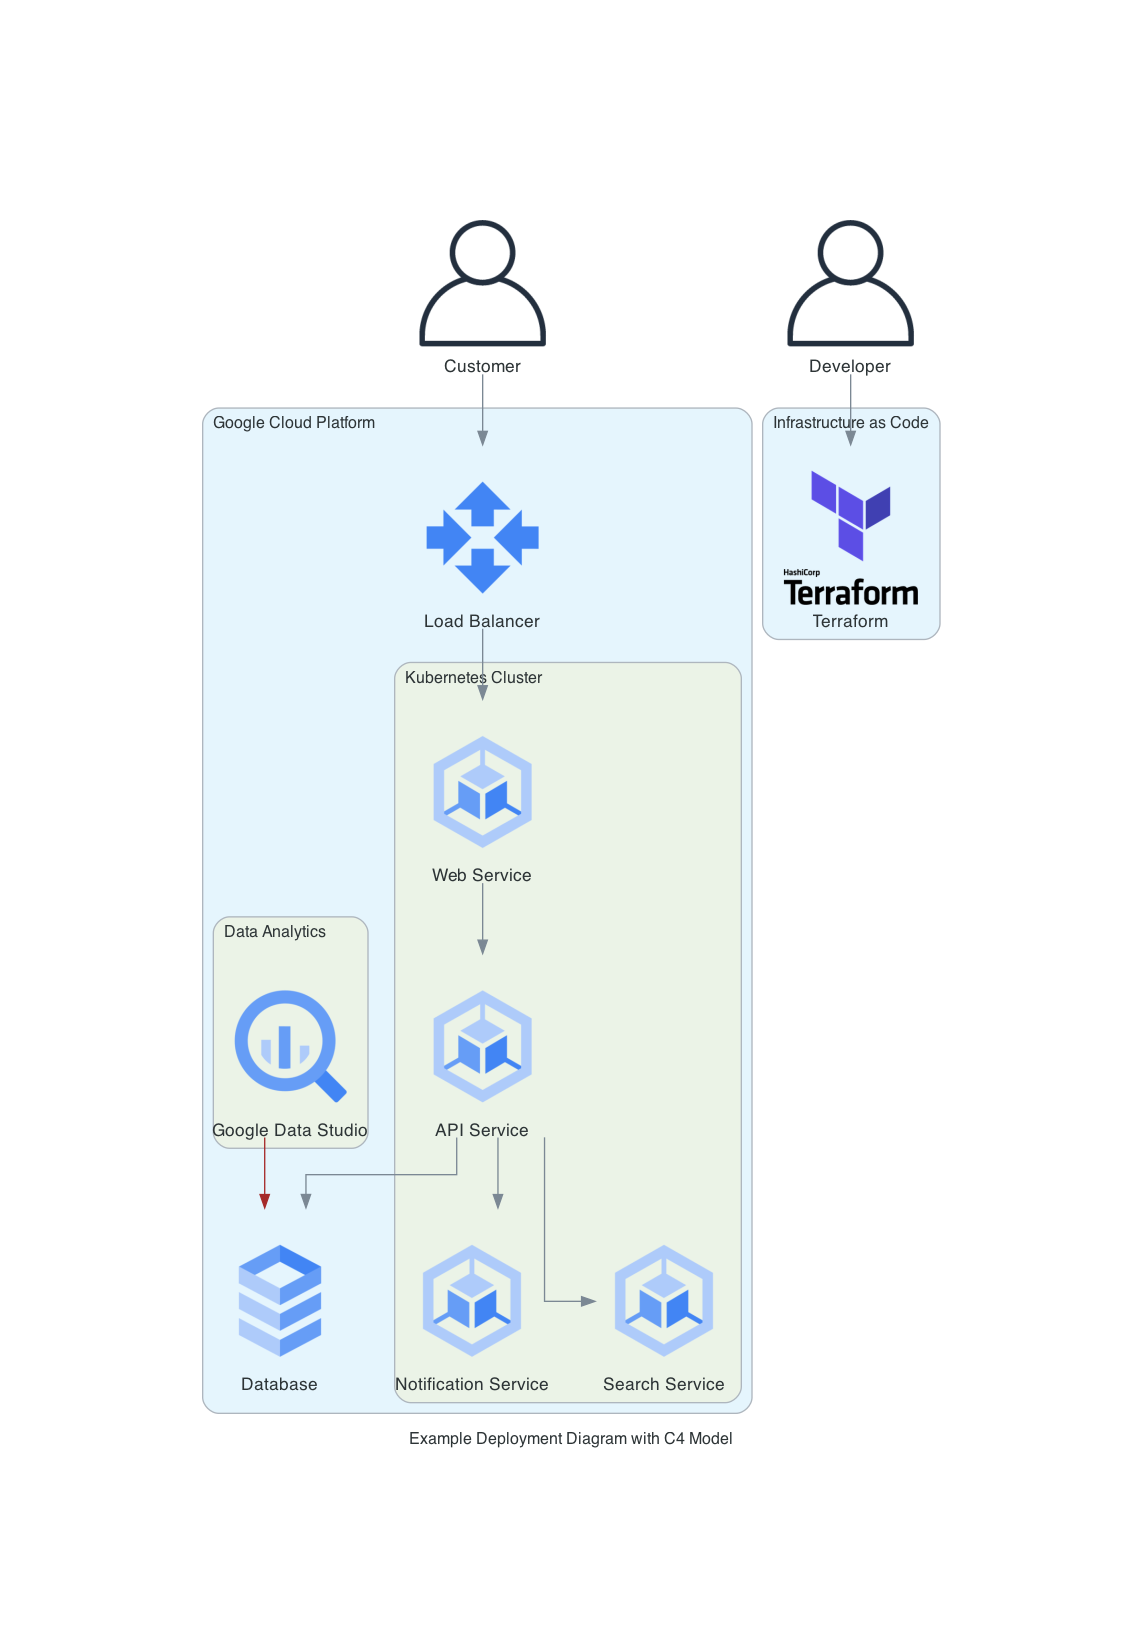 Customer
Developer
Google Cloud Platform
Infrastructure as Code
HashiCorp
Terraform
Load Balancer
Terraform
Kubernetes Cluster
Web Service
Data Analytics
Google Data Studio
API Service
Database
Notification Service
Search Service
Example Deployment Diagram with C4 Model